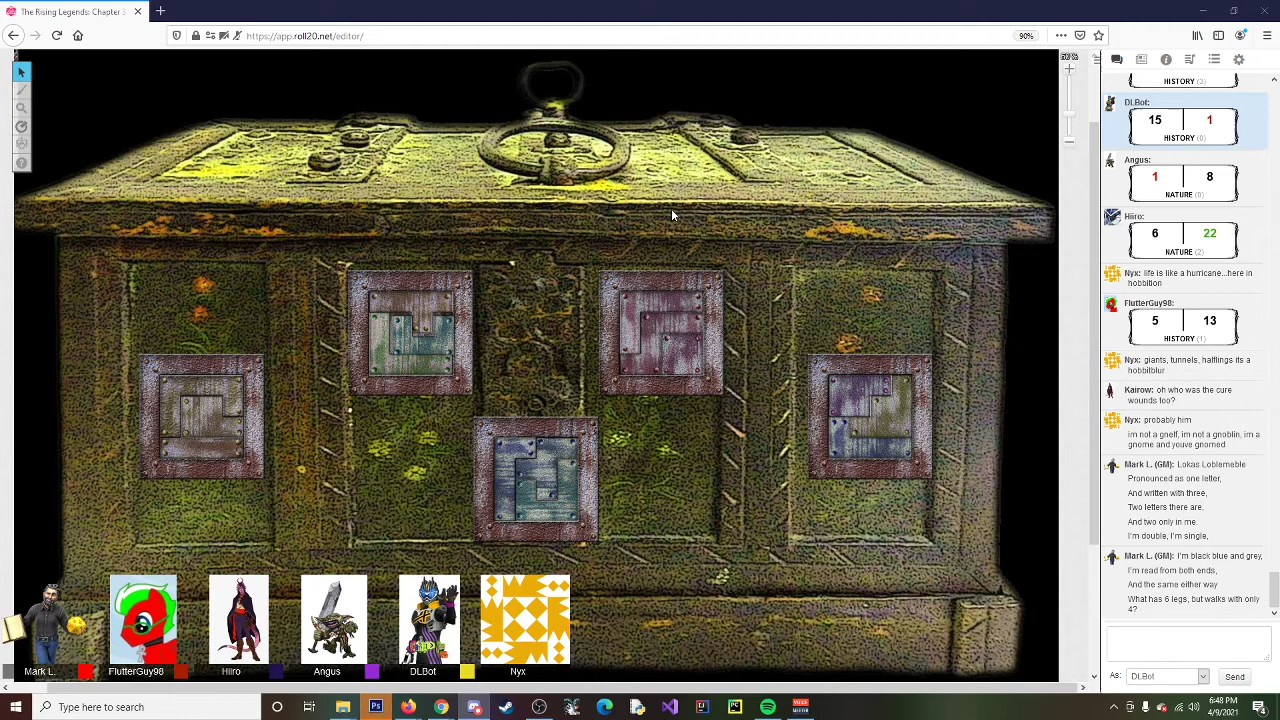 The Rising Legends: Chapter 3
https://app.roll20.net/editor/
90%
HISTORY (3)
DLBot:
15 1
HISTORY (0)
Angus:
1 8
NATURE (0)
Hiiro:
6 22
NATURE (2)
Nyx: life is like a hurricane...here in
hobbition
FlutterGuy98:
5 13
HISTORY (1)
Nyx: giants, tunnels, halflings its a
hobbitblur
Kairow: oh who was the cure
wounds too?
Nyx: probably him
im not a gnelf, im not a gnoblin, im a
gnome and youve gnomed
Mark L. (GM): Lokas Loblemeble
Pronounced as one letter,
And written with three,
Two letters there are,
And two only in me.
I'm double, I'm single,
Mark L. (GM): I'm black blue and grey,
I'm read from both ends,
And the same either way
What has 6 legs, but walks with only
4?
Mark L.
FlutterGuy98
Hiiro
Angus
DLBot
Nyx
As:
DLBot
Send
Type here to search
6:48 PM
4/9/2021